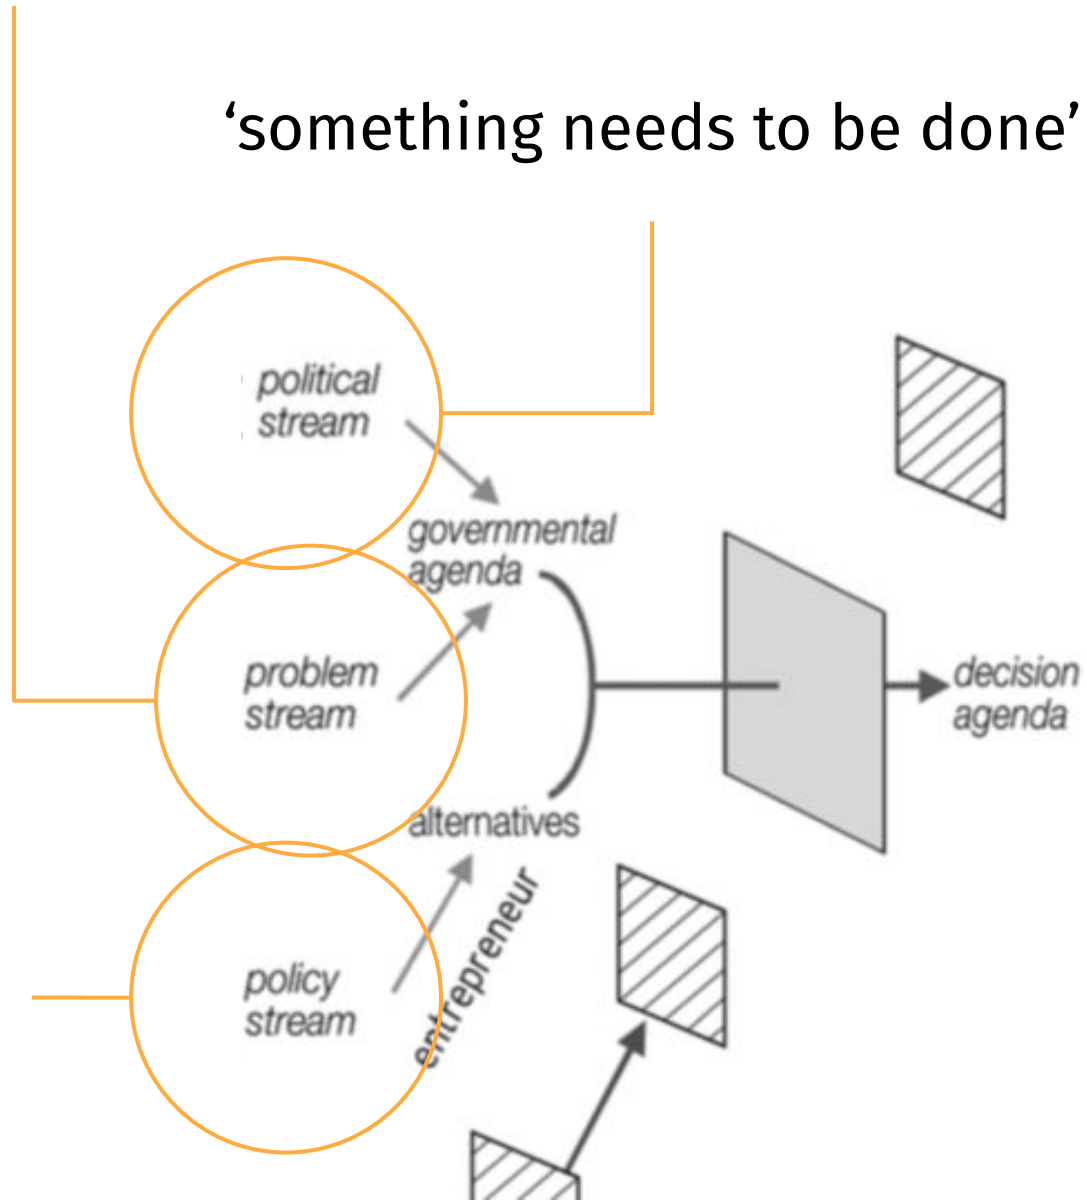 ‘something needs to be done’
political
stream
governmental
agenda
problem
stream
decision
agenda
alternatives
entrepreneur
policy
stream